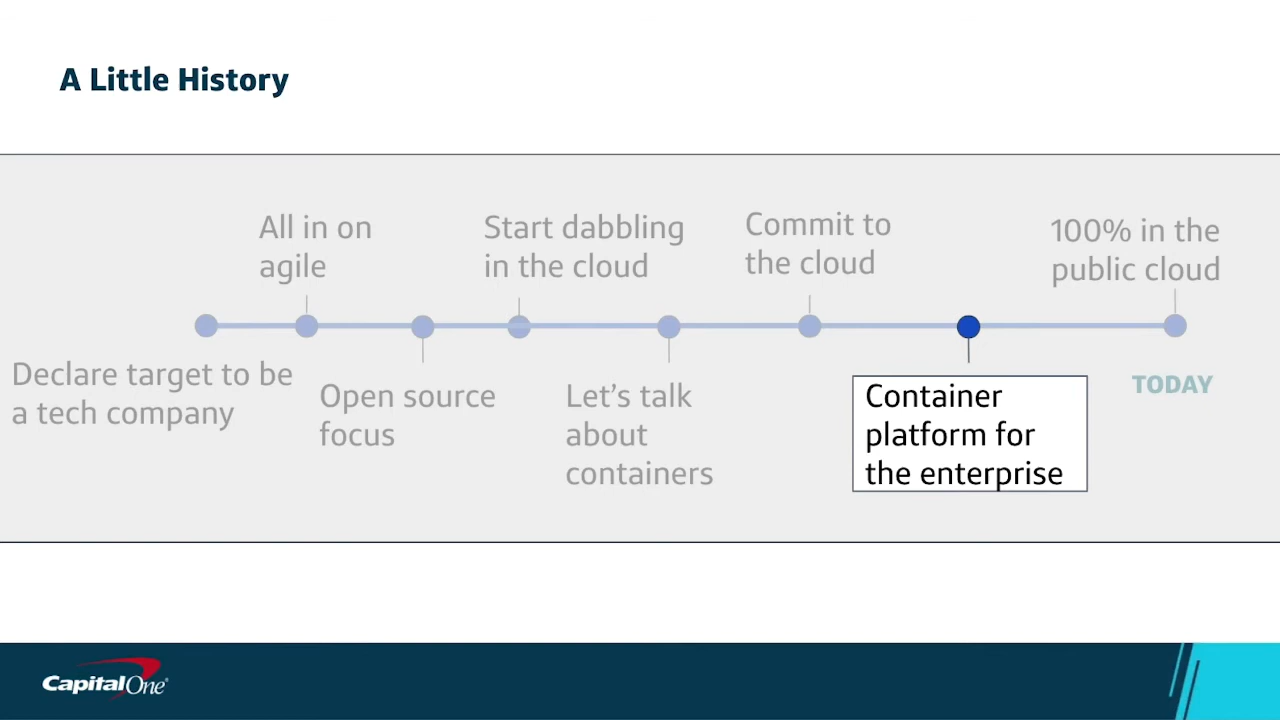 A Little History
All in on
agile
Start dabbling
in the cloud
Commit to
the cloud
100% in the
public cloud
Declare target to be
a tech company
Open source
focus
Let's talk
about
containers
Container
platform for
the enterprise
TODAY
Capital One